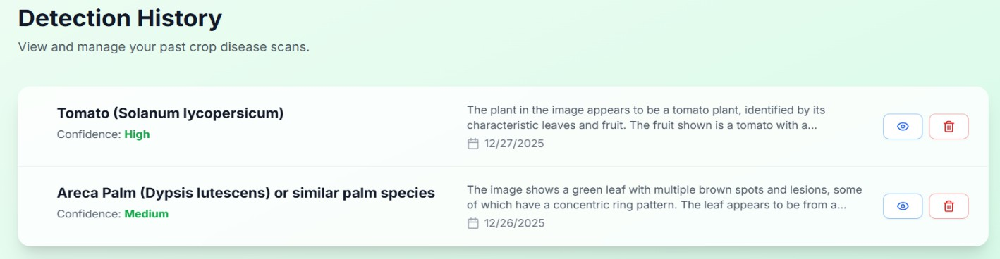 Detection History
View and manage your past crop disease scans.
Tomato (Solanum lycopersicum)
Confidence: High
The plant in the image appears to be a tomato plant, identified by its
characteristic leaves and fruit. The fruit shown is a tomato with a...
12/27/2025
Areca Palm (Dypsis lutescens) or similar palm species
Confidence: Medium
The image shows a green leaf with multiple brown spots and lesions, some
of which have a concentric ring pattern. The leaf appears to be from a...
12/26/2025